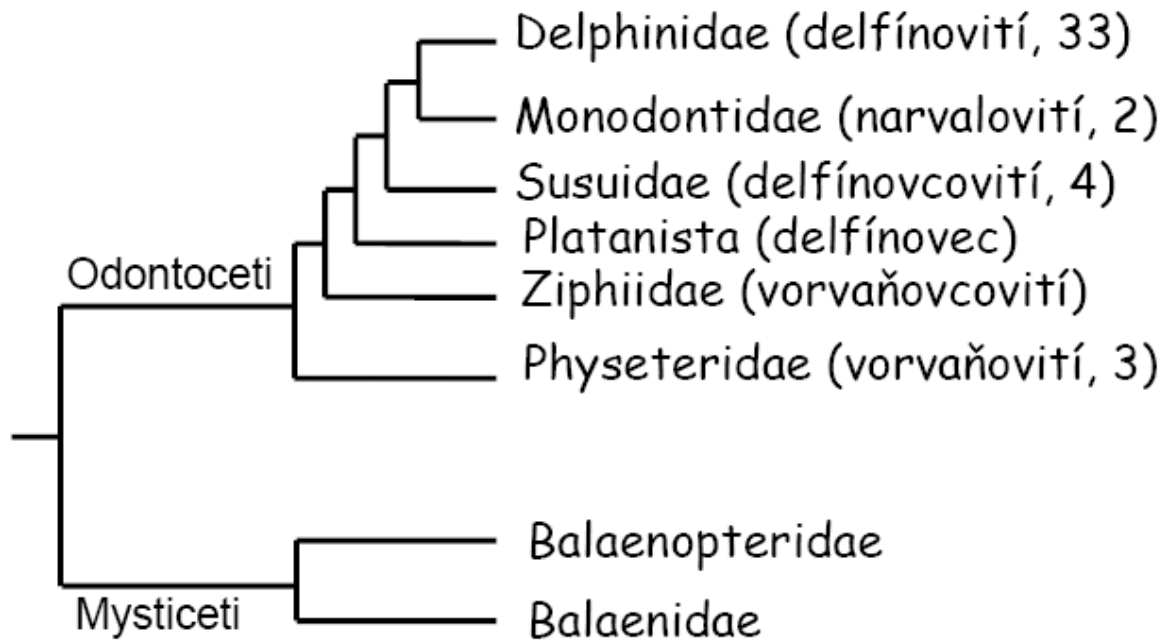 Delphinidae (delfínovití, 33)
Monodontidae (narvalovití, 2)
Susuidae (delfínovcovití, 4)
Platanista (delfínovec)
Odontoceti
Ziphiidae (vorvaňovcovití)
Physeteridae (vorvaňovití, 3)
Balaenopteridae
Mysticeti
Balaenidae